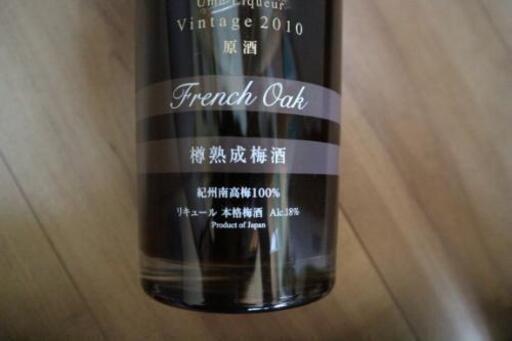 Ume Liqueur
Vintage 2010
原酒
French Oak
樽熟成梅酒
紀州南高梅100%
リキュール 本格梅酒 Alc.18%
Product of Japan